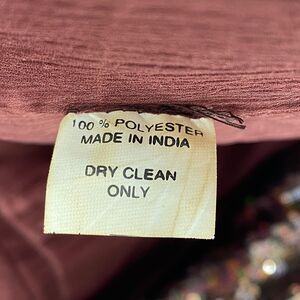 100% POLYESTER
MADE IN INDIA
DRY CLEAN
ONLY